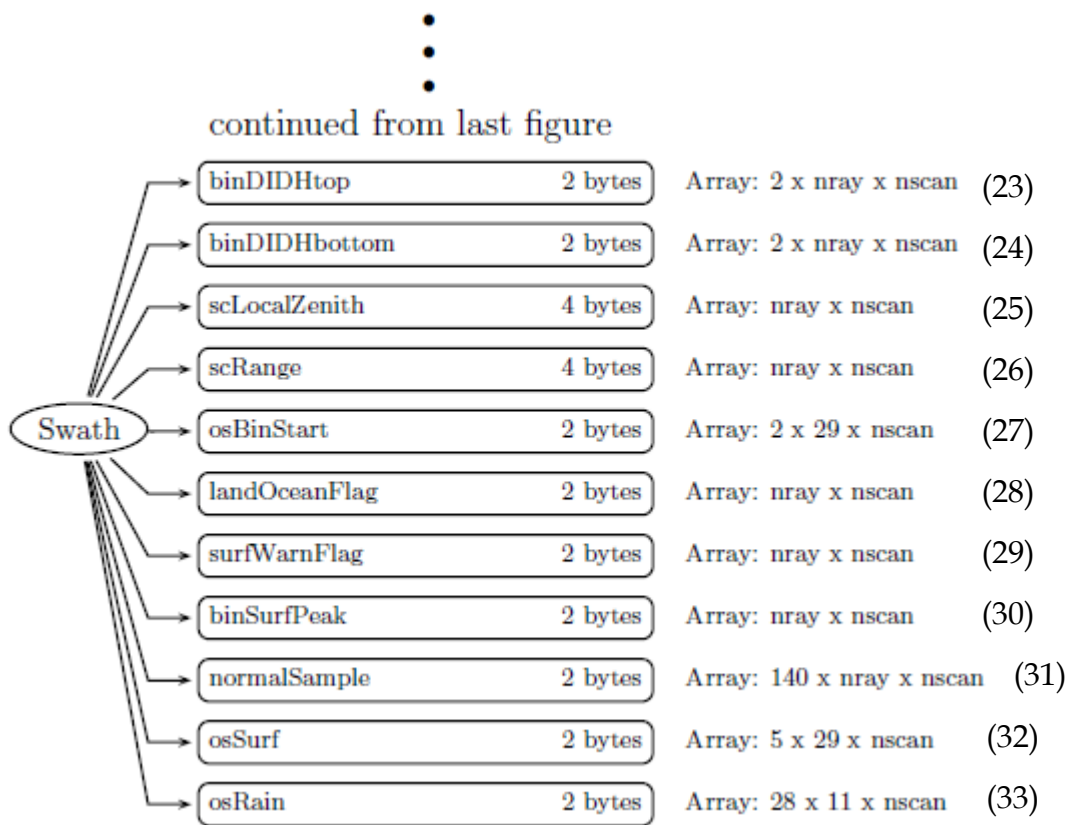 continued from last figure
binDIDHtop 2 bytes Array: 2 x nray x nscan (23)
binDIDHbottom 2 bytes Array: 2 x nray x nscan (24)
scLocalZenith 4 bytes Array: nray x nscan (25)
scRange 4 bytes Array: nray x nscan (26)
Swath osBinStart 2 bytes Array: 2 x 29 x nscan (27)
landOceanFlag 2 bytes Array: nray x nscan (28)
surfWarnFlag 2 bytes Array: nray x nscan (29)
binSurfPeak 2 bytes Array: nray x nscan (30)
normalSample 2 bytes Array: 140 x nray x nscan (31)
osSurf 2 bytes Array: 5 x 29 x nscan (32)
osRain 2 bytes Array: 28 x 11 x nscan (33)